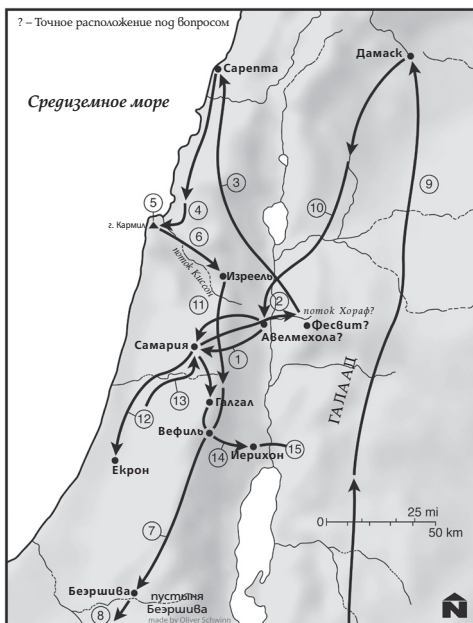 ? – Точное расположение под вопросом
Дамаск
Сарепта
Средиземное море
3
9
5
4
10
г. Кармил
6
поток Киссон
Изреель
11
2
поток Хораф?
Фесвит?
Авелмехола?
Самария
1
ГАЛААД
12
13
Галгал
Вефиль
14
15
Иерихон
Екрон
0
25 mi
50 km
7
Беэршива
пустыня
Беэршива
8
made by Oliver Schwinn
N